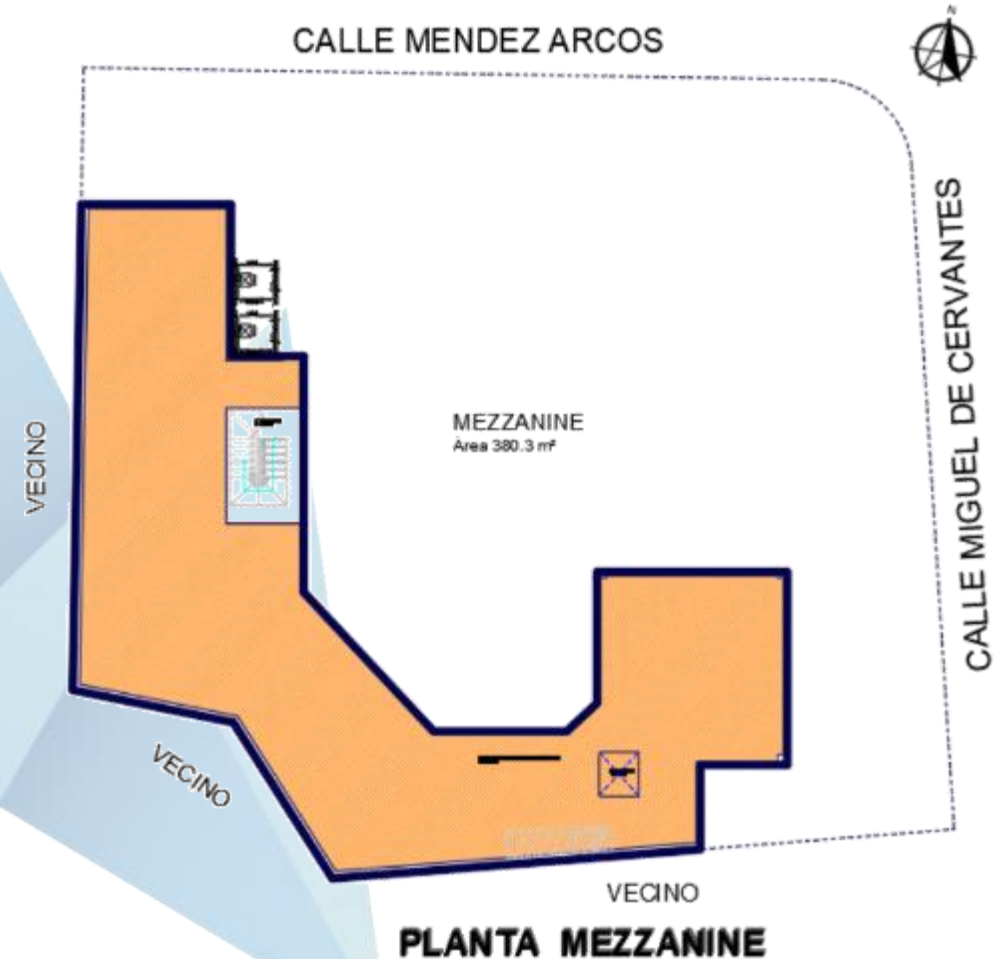 CALLE MENDEZ ARCOS
N
CALLE MIGUEL DE CERVANTES
MEZZANINE
Área 380.3 m²
VECINO
VECINO
VECINO
PLANTA MEZZANINE